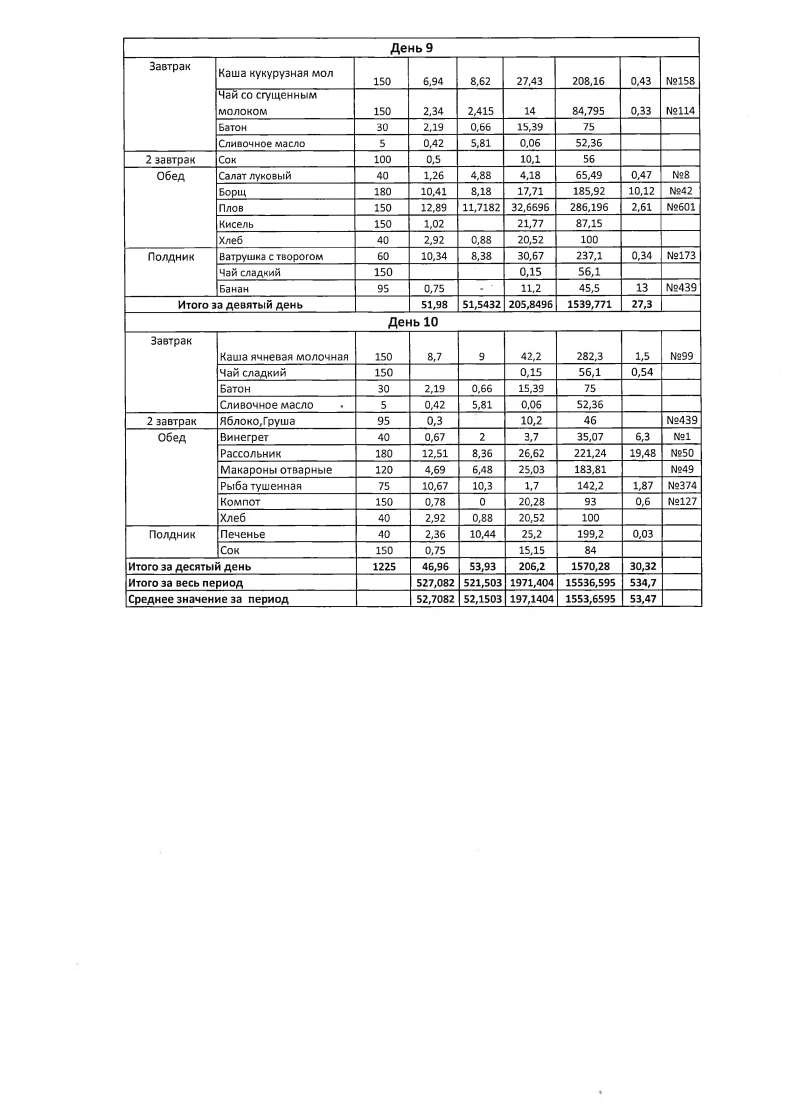 День 9
Завтрак
Каша кукурузная мол 150 6,94 8,62 27,43 208,16 0,43 №158
Чай со сгущенным
молоком 150 2,34 2,415 14 84,795 0,33 №114
Батон 30 2,19 0,66 15,39 75
Сливочное масло 5 0,42 5,81 0,06 52,36
2 завтрак Сок 100 0,5 10,1 56
Обед Салат луковый 40 1,26 4,88 4,18 65,49 0,47 №8
Борщ 180 10,41 8,18 17,71 185,92 10,12 №42
Плов 150 12,89 11,7182 32,6696 286,196 2,61 №601
Кисель 150 1,02 21,77 87,15
Хлеб 40 2,92 0,88 20,52 100
Полдник Ватрушка с творогом 60 10,34 8,38 30,67 237,1 0,34 №173
Чай сладкий 150 0,15 56,1
Банан 95 0,75 - 11,2 45,5 13 №439
Итого за девятый день 51,98 51,5432 205,8496 1539,771 27,3
День 10
Завтрак
Каша ячневая молочная 150 8,7 9 42,2 282,3 1,5 №99
Чай сладкий 150 0,15 56,1 0,54
Батон 30 2,19 0,66 15,39 75
Сливочное масло 5 0,42 5,81 0,06 52,36
2 завтрак Яблоко,Груша 95 0,3 10,2 46 №439
Обед Винегрет 40 0,67 2 3,7 35,07 6,3 №1
Рассольник 180 12,51 8,36 26,62 221,24 19,48 №50
Макароны отварные 120 4,69 6,48 25,03 183,81 №49
Рыба тушенная 75 10,67 10,3 1,7 142,2 1,87 №374
Компот 150 0,78 0 20,28 93 0,6 №127
Хлеб 40 2,92 0,88 20,52 100
Полдник Печенье 40 2,36 10,44 25,2 199,2 0,03
Сок 150 0,75 15,15 84
Итого за десятый день 1225 46,96 53,93 206,2 1570,28 30,32
Итого за весь период 527,082 521,503 1971,404 15536,595 534,7
Среднее значение за период 52,7082 52,1503 197,1404 1553,6595 53,47